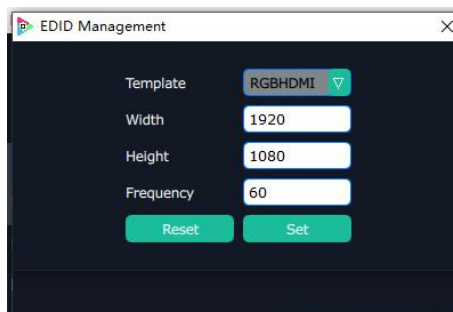 EDID Management
Template RGBHDMI
Width 1920
Height 1080
Frequency 60
Reset Set